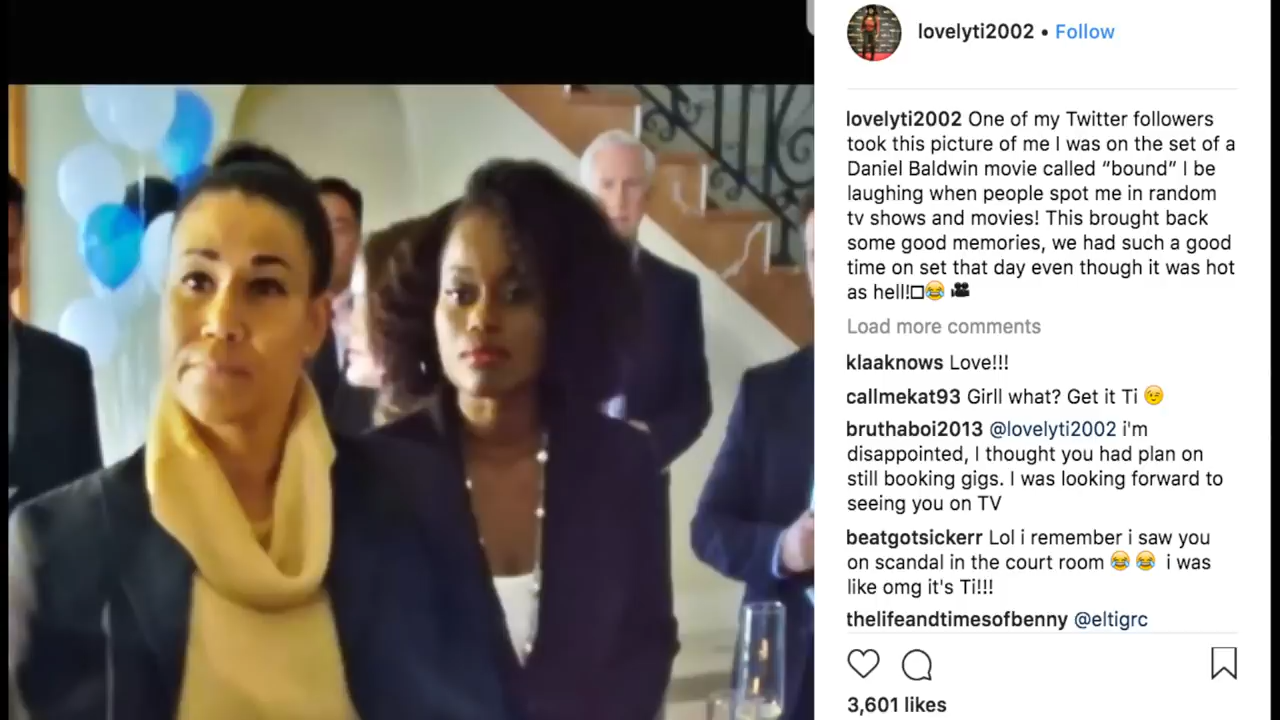 lovelyti2002 • Follow
lovelyti2002 One of my Twitter followers
took this picture of me I was on the set of a
Daniel Baldwin movie called “bound” I be
laughing when people spot me in random
tv shows and movies! This brought back
some good memories, we had such a good
time on set that day even though it was hot
as hell!□😂 🎥
Load more comments
klaaknows Love!!!
callmekat93 Girll what? Get it Ti 😉
bruthaboi2013 @lovelyti2002 i'm
disappointed, I thought you had plan on
still booking gigs. I was looking forward to
seeing you on TV
beatgotsickerr Lol i remember i saw you
on scandal in the court room 😂 😂 i was
like omg it's Ti!!!
thelifeandtimesofbenny @eltigrc
3,601 likes